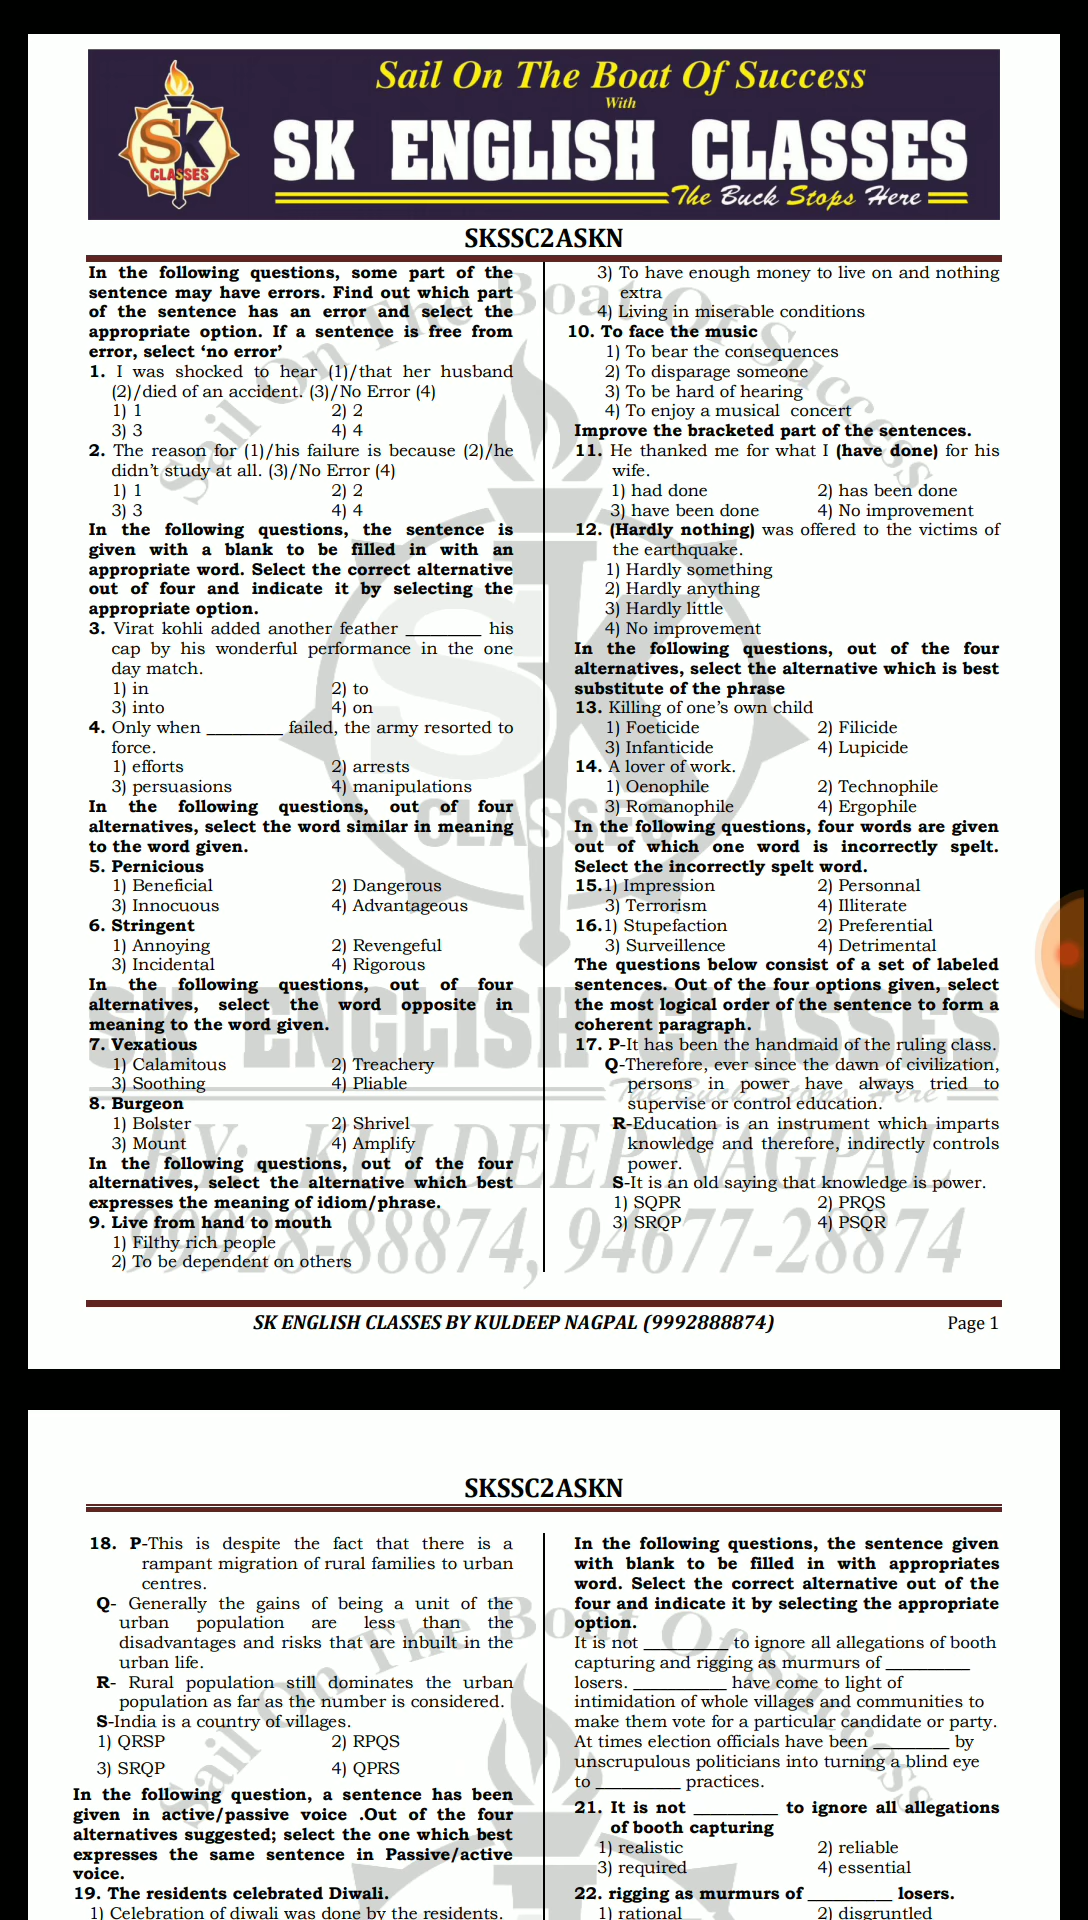 Sail On The Boat Of Success
With
SK ENGLISH CLASSES
The Buck Stops Here
SK
CLASSES
SKSSC2ASKN
In the following questions, some part of the
sentence may have errors. Find out which part
of the sentence has an error and select the
appropriate option. If a sentence is free from
error, select ‘no error’
1. I was shocked to hear (1)/that her husband
(2)/died of an accident. (3)/No Error (4)
1) 1 2) 2
3) 3 4) 4
2. The reason for (1)/his failure is because (2)/he
didn’t study at all. (3)/No Error (4)
1) 1 2) 2
3) 3 4) 4
In the following questions, the sentence is
given with a blank to be filled in with an
appropriate word. Select the correct alternative
out of four and indicate it by selecting the
appropriate option.
3. Virat kohli added another feather _________ his
cap by his wonderful performance in the one
day match.
1) in 2) to
3) into 4) on
4. Only when _________ failed, the army resorted to
force.
1) efforts 2) arrests
3) persuasions 4) manipulations
In the following questions, out of four
alternatives, select the word similar in meaning
to the word given.
5. Pernicious
1) Beneficial 2) Dangerous
3) Innocuous 4) Advantageous
6. Stringent
1) Annoying 2) Revengeful
3) Incidental 4) Rigorous
In the following questions, out of four
alternatives, select the word opposite in
meaning to the word given.
7. Vexatious
1) Calamitous 2) Treachery
3) Soothing 4) Pliable
8. Burgeon
1) Bolster 2) Shrivel
3) Mount 4) Amplify
In the following questions, out of the four
alternatives, select the alternative which best
expresses the meaning of idiom/phrase.
9. Live from hand to mouth
1) Filthy rich people
2) To be dependent on others
3) To have enough money to live on and nothing
extra
4) Living in miserable conditions
10. To face the music
1) To bear the consequences
2) To disparage someone
3) To be hard of hearing
4) To enjoy a musical concert
Improve the bracketed part of the sentences.
11. He thanked me for what I (have done) for his
wife.
1) had done 2) has been done
3) have been done 4) No improvement
12. (Hardly nothing) was offered to the victims of
the earthquake.
1) Hardly something
2) Hardly anything
3) Hardly little
4) No improvement
In the following questions, out of the four
alternatives, select the alternative which is best
substitute of the phrase
13. Killing of one’s own child
1) Foeticide 2) Filicide
3) Infanticide 4) Lupicide
14. A lover of work.
1) Oenophile 2) Technophile
3) Romanophile 4) Ergophile
In the following questions, four words are given
out of which one word is incorrectly spelt.
Select the incorrectly spelt word.
15.1) Impression 2) Personnal
3) Terrorism 4) Illiterate
16.1) Stupefaction 2) Preferential
3) Surveillence 4) Detrimental
The questions below consist of a set of labeled
sentences. Out of the four options given, select
the most logical order of the sentence to form a
coherent paragraph.
17. P-It has been the handmaid of the ruling class.
Q-Therefore, ever since the dawn of civilization,
persons in power have always tried to
supervise or control education.
R-Education is an instrument which imparts
knowledge and therefore, indirectly controls
power.
S-It is an old saying that knowledge is power.
1) SQPR 2) PRQS
3) SRQP 4) PSQR
Sail On The Boat Of Success
CLASSES
SK ENGLISH CLASSES
The Buck Stops Here
BY:- KULDEEP NAGPAL
99928-88874, 94677-28874
SK ENGLISH CLASSES BY KULDEEP NAGPAL (9992888874) Page 1
SKSSC2ASKN
18. P-This is despite the fact that there is a
rampant migration of rural families to urban
centres.
Q- Generally the gains of being a unit of the
urban population are less than the
disadvantages and risks that are inbuilt in the
urban life.
R- Rural population still dominates the urban
population as far as the number is considered.
S-India is a country of villages.
1) QRSP 2) RPQS
3) SRQP 4) QPRS
In the following question, a sentence has been
given in active/passive voice .Out of the four
alternatives suggested; select the one which best
expresses the same sentence in Passive/active
voice.
19. The residents celebrated Diwali.
1) Celebration of diwali was done by the residents.
In the following questions, the sentence given
with blank to be filled in with appropriates
word. Select the correct alternative out of the
four and indicate it by selecting the appropriate
option.
It is not __________ to ignore all allegations of booth
capturing and rigging as murmurs of __________
losers. ___________ have come to light of
intimidation of whole villages and communities to
make them vote for a particular candidate or party.
At times election officials have been _________ by
unscrupulous politicians into turning a blind eye
to __________ practices.
21. It is not __________ to ignore all allegations
of booth capturing
1) realistic 2) reliable
3) required 4) essential
22. rigging as murmurs of __________ losers.
1) rational 2) disgruntled
Sail On The Boat Of Success